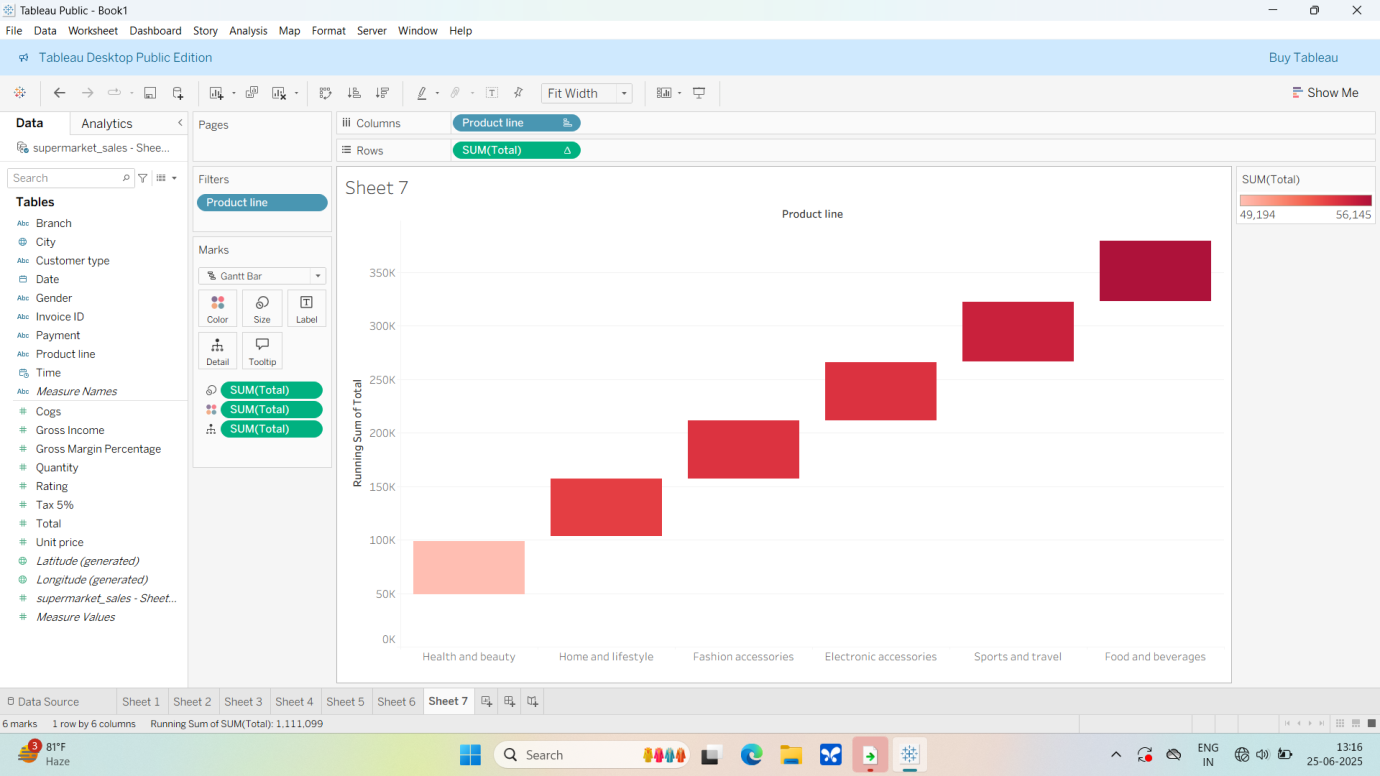 Tableau Public - Book1
File Data Worksheet Dashboard Story Analysis Map Format Server Window Help
Tableau Desktop Public Edition
Buy Tableau
Fit Width
Show Me
Data
Analytics
supermarket_sales - Shee...
Search
Tables
Abc Branch
City
Abc Customer type
Date
Abc Gender
Abc Invoice ID
Abc Payment
Abc Product line
Time
Abc Measure Names
# Cogs
# Gross Income
# Gross Margin Percentage
# Quantity
# Rating
# Tax 5%
# Total
# Unit price
Latitude (generated)
Longitude (generated)
# supermarket_sales - Sheet...
# Measure Values
Pages
Filters
Product line
Marks
Gantt Bar
Color Size Label
Detail Tooltip
SUM(Total)
SUM(Total)
SUM(Total)
Columns Product line
Rows SUM(Total) Δ
Sheet 7
Product line
Running Sum of Total
350K
300K
250K
200K
150K
100K
50K
0K
Health and beauty Home and lifestyle Fashion accessories Electronic accessories Sports and travel Food and beverages
SUM(Total)
49,194 56,145
Data Source Sheet 1 Sheet 2 Sheet 3 Sheet 4 Sheet 5 Sheet 6 Sheet 7
6 marks 1 row by 6 columns Running Sum of SUM(Total): 1,111,099
3
81°F
Haze
Search
ENG
IN
13:16
25-06-2025